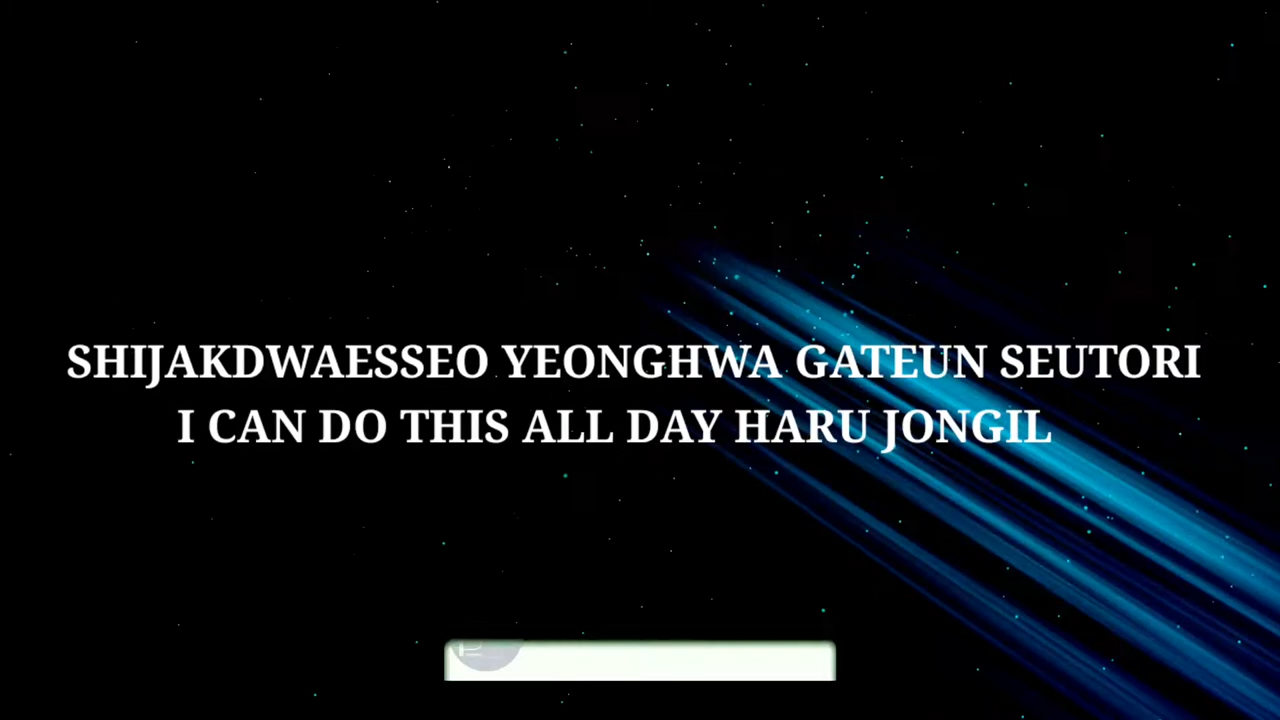 SHIJAKDWAESSEO YEONGHWA GATEUN SEUTORI
I CAN DO THIS ALL DAY HARU JONGIL